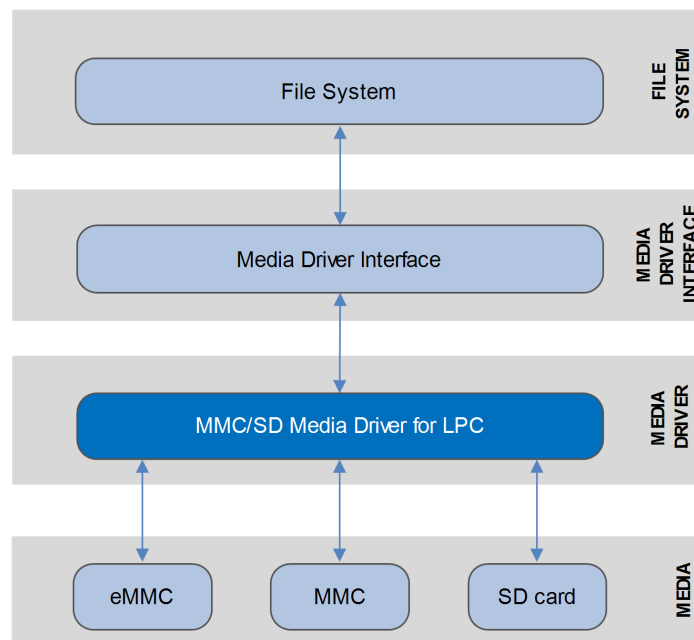 File System
FILE
SYSTEM
Media Driver Interface
MEDIA
DRIVER
INTERFACE
MMC/SD Media Driver for LPC
MEDIA
DRIVER
eMMC
MMC
SD card
MEDIA